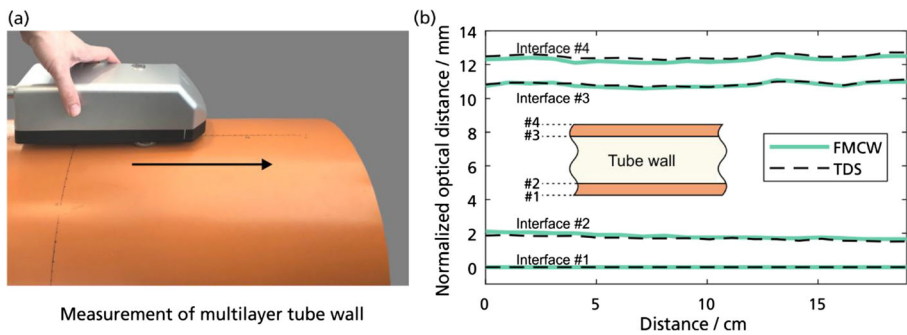 (a)
Measurement of multilayer tube wall
(b)
Normalized optical distance / mm
14
12
10
8
6
4
2
0
Interface #4
Interface #3
#4
#3
Tube wall
#2
#1
FMCW
TDS
Interface #2
Interface #1
0
5
10
15
Distance / cm